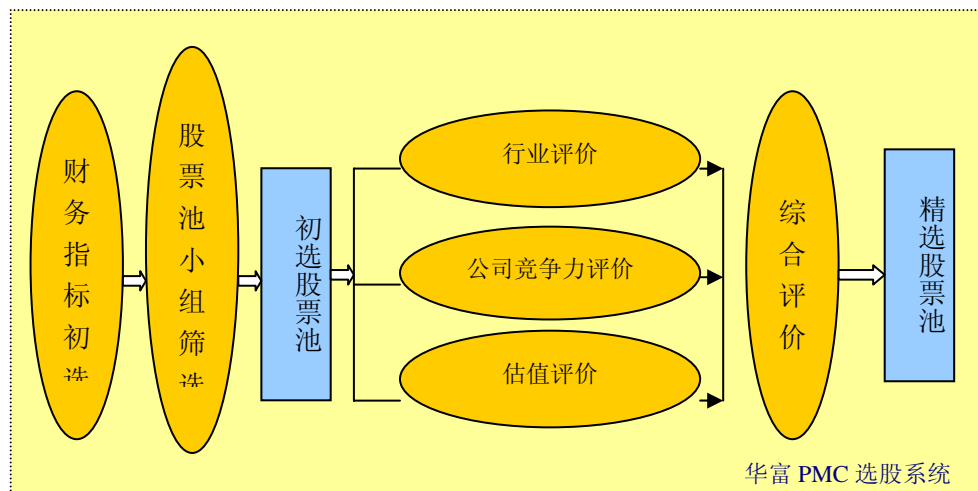 财务指标初选
股票池小组筛选
初选股票池
行业评价
公司竞争力评价
估值评价
综合评价
精选股票池
华富 PMC 选股系统